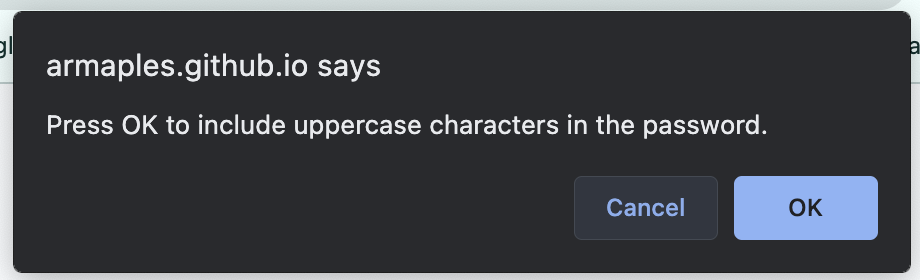 armaples.github.io says
Press OK to include uppercase characters in the password.
Cancel
OK